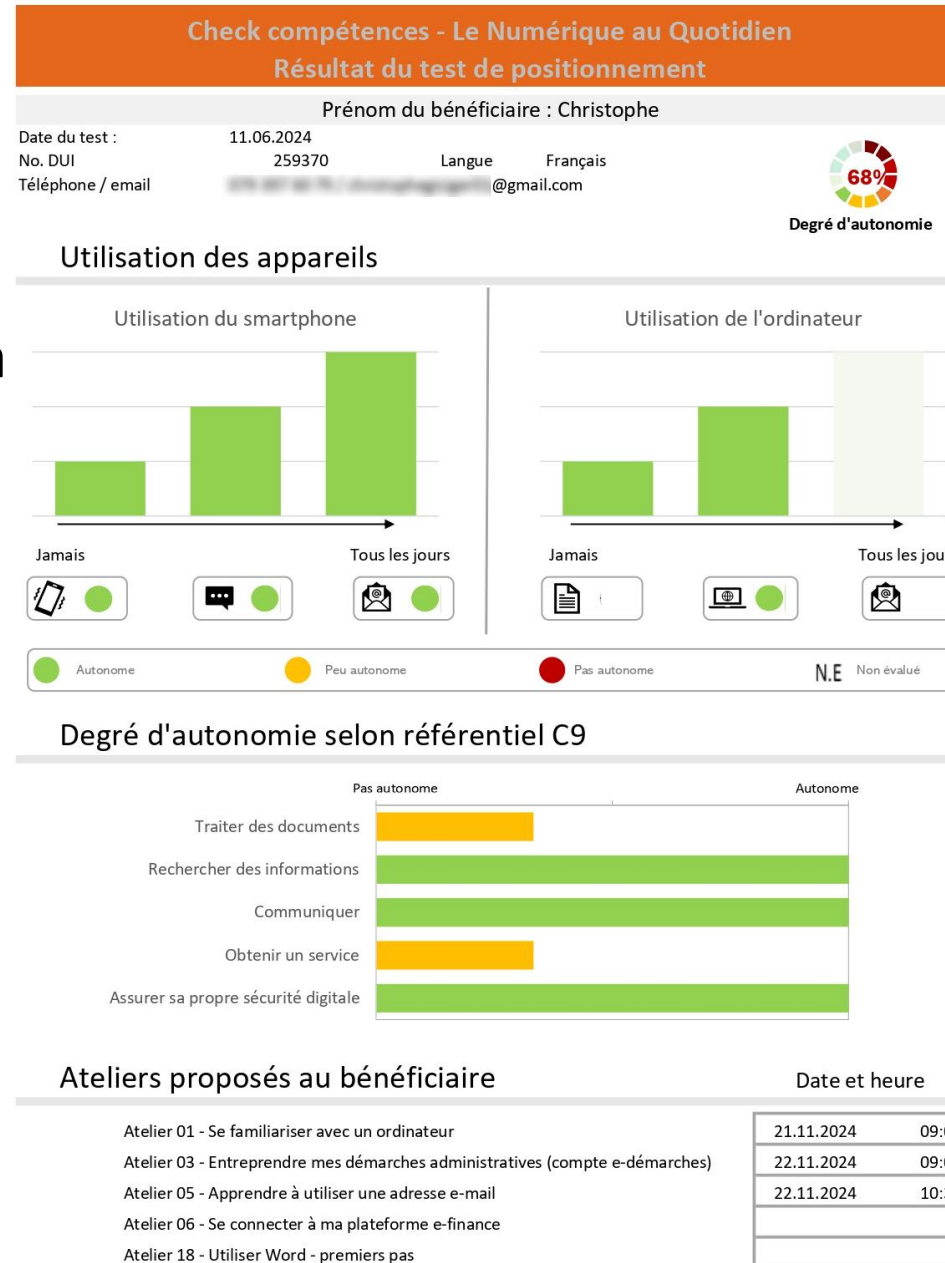 Check compétences - Le Numérique au Quotidien
Résultat du test de positionnement
Prénom du bénéficiaire : Christophe
Date du test : 11.06.2024
No. DUI 259370 Langue Français
Téléphone / email @gmail.com
68%
Degré d'autonomie
Utilisation des appareils
Utilisation du smartphone
Utilisation de l'ordinateur
Jamais Tous les jours
Jamais Tous les jou
Autonome Peu autonome Pas autonome N.E Non évalué
Degré d'autonomie selon référentiel C9
Pas autonome Autonome
Traiter des documents
Rechercher des informations
Communiquer
Obtenir un service
Assurer sa propre sécurité digitale
Ateliers proposés au bénéficiaire Date et heure
Atelier 01 - Se familiariser avec un ordinateur 21.11.2024 09:
Atelier 03 - Entreprendre mes démarches administratives (compte e-démarches) 22.11.2024 09:
Atelier 05 - Apprendre à utiliser une adresse e-mail 22.11.2024 10:
Atelier 06 - Se connecter à ma plateforme e-finance
Atelier 18 - Utiliser Word - premiers pas